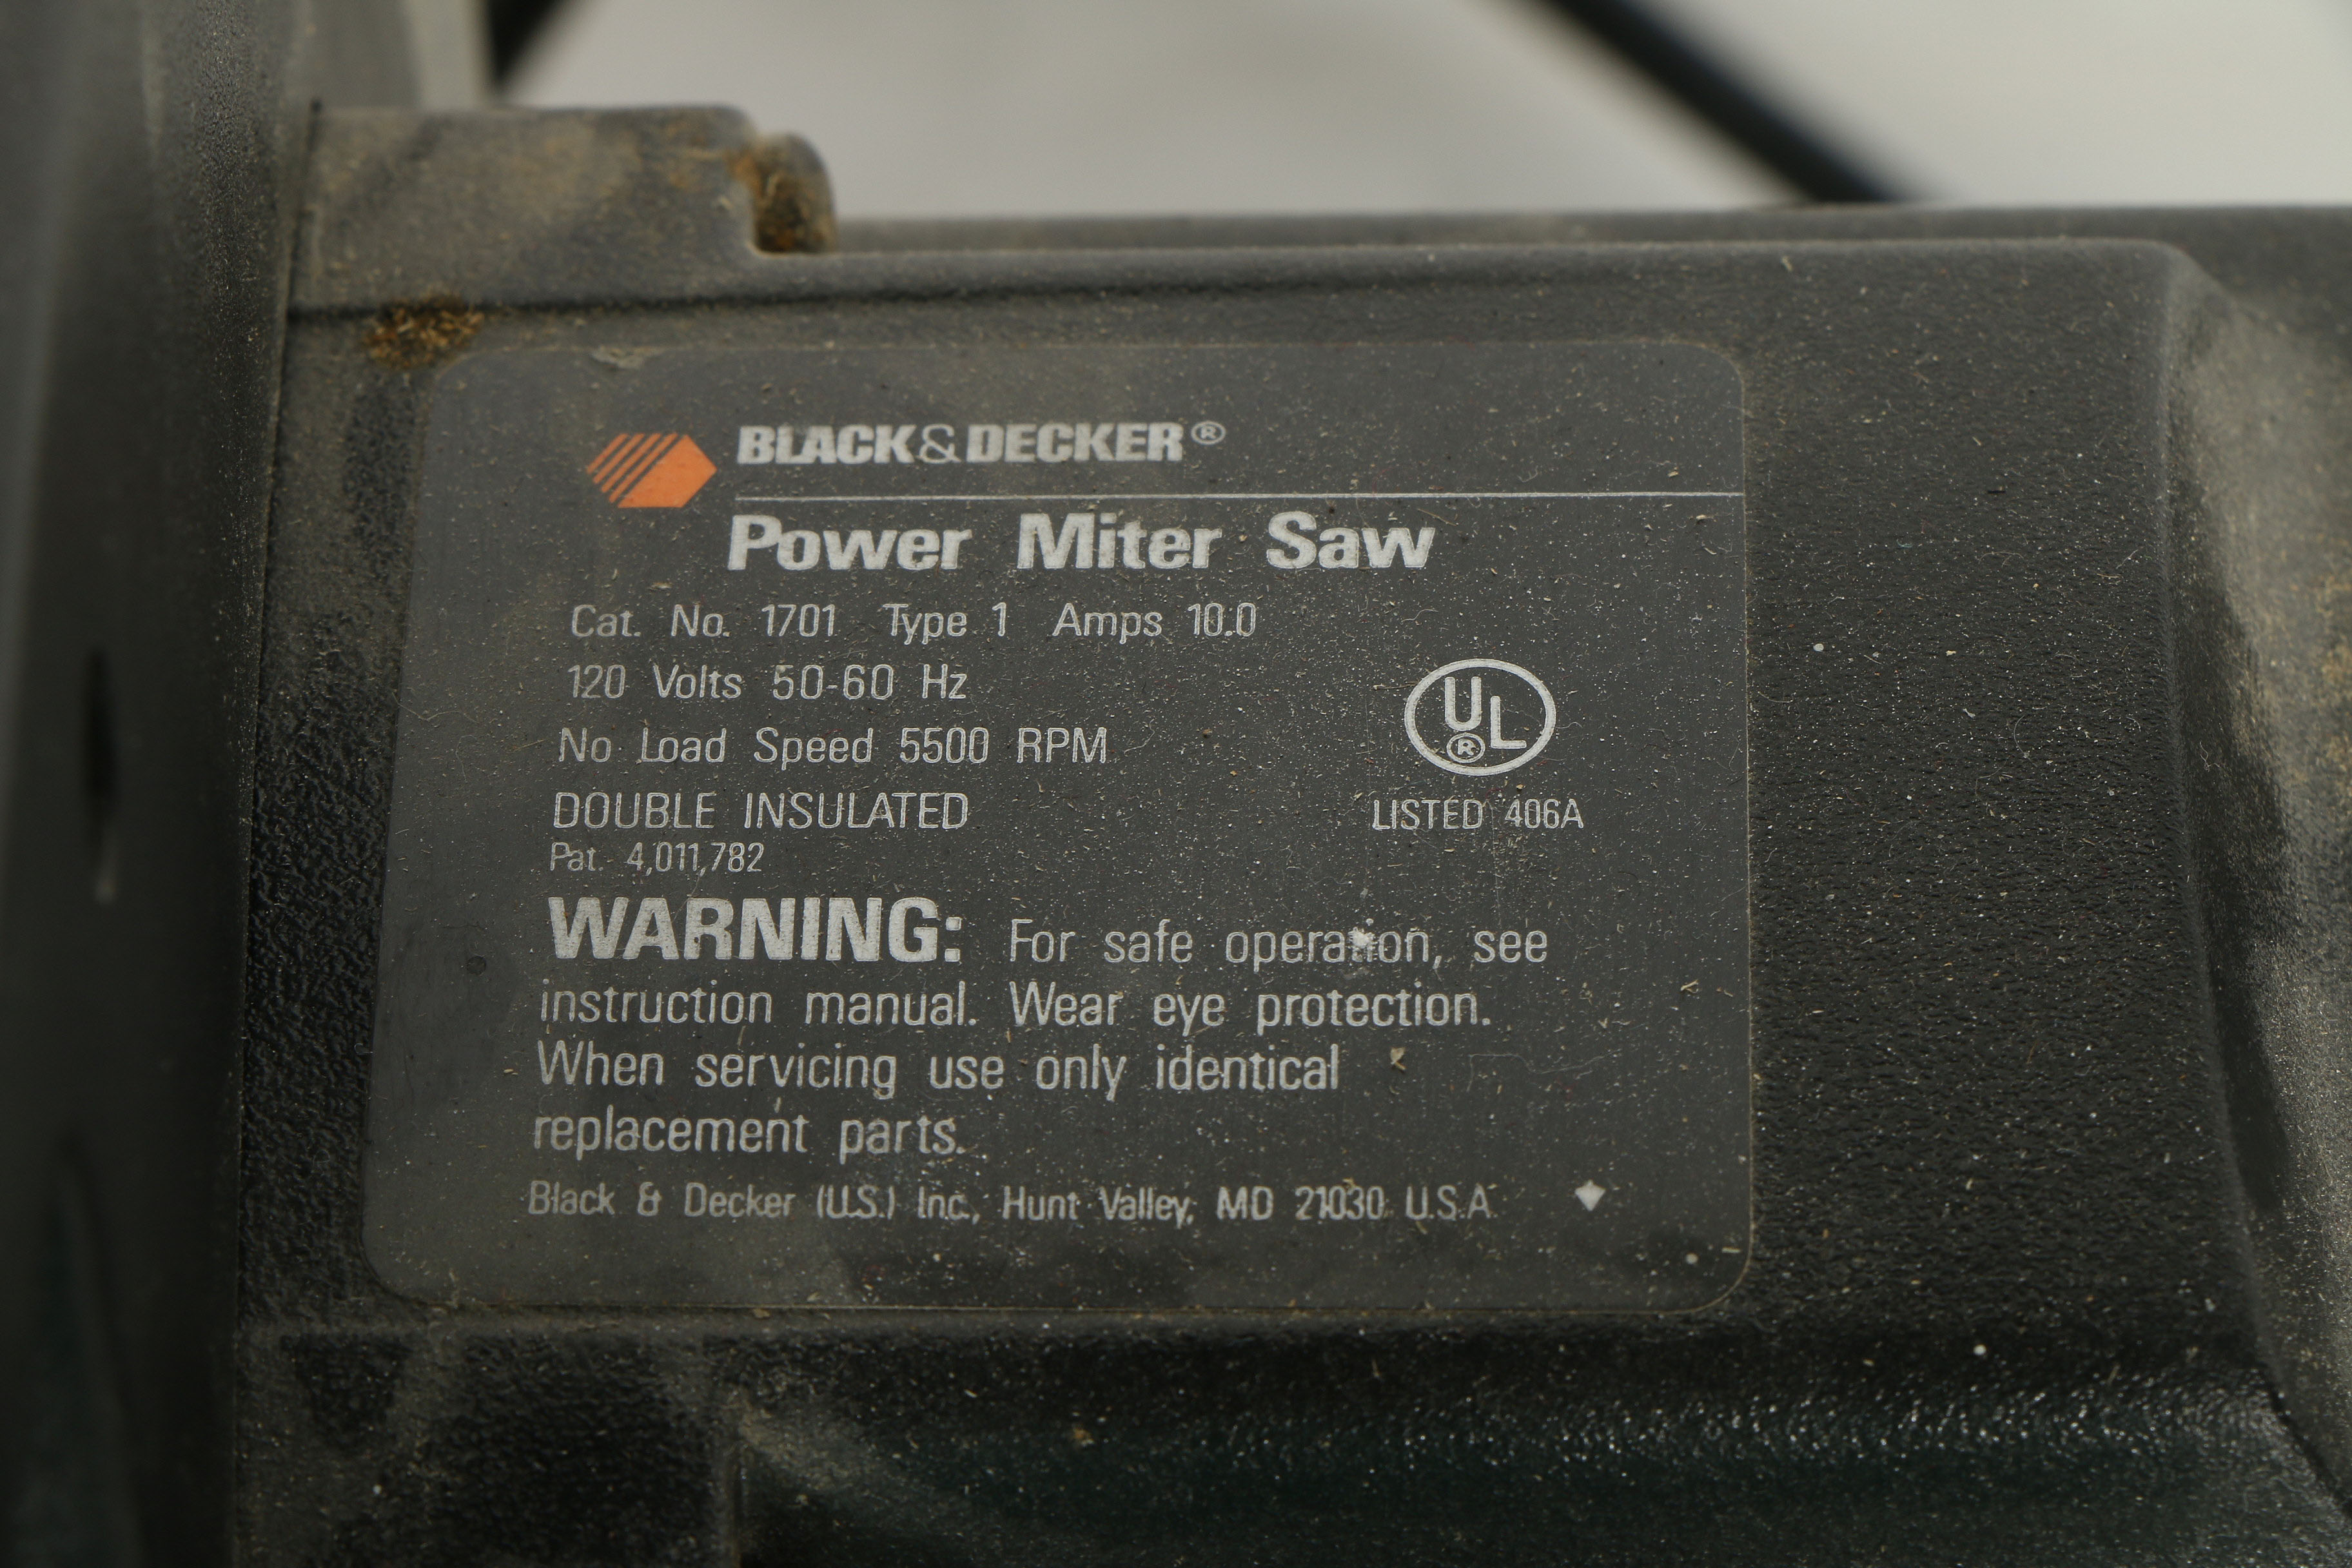 BLACK&DECKER®
Power Miter Saw
Cat. No. 1701 Type 1 Amps 10.0
120 Volts 50-60 Hz
No Load Speed 5500 RPM
DOUBLE INSULATED
Pat. 4,011,782
UL®
LISTED 406A
WARNING: For safe operation, see
instruction manual. Wear eye protection.
When servicing use only identical
replacement parts.
Black & Decker (U.S.) Inc., Hunt Valley, MD 21030 U.S.A.